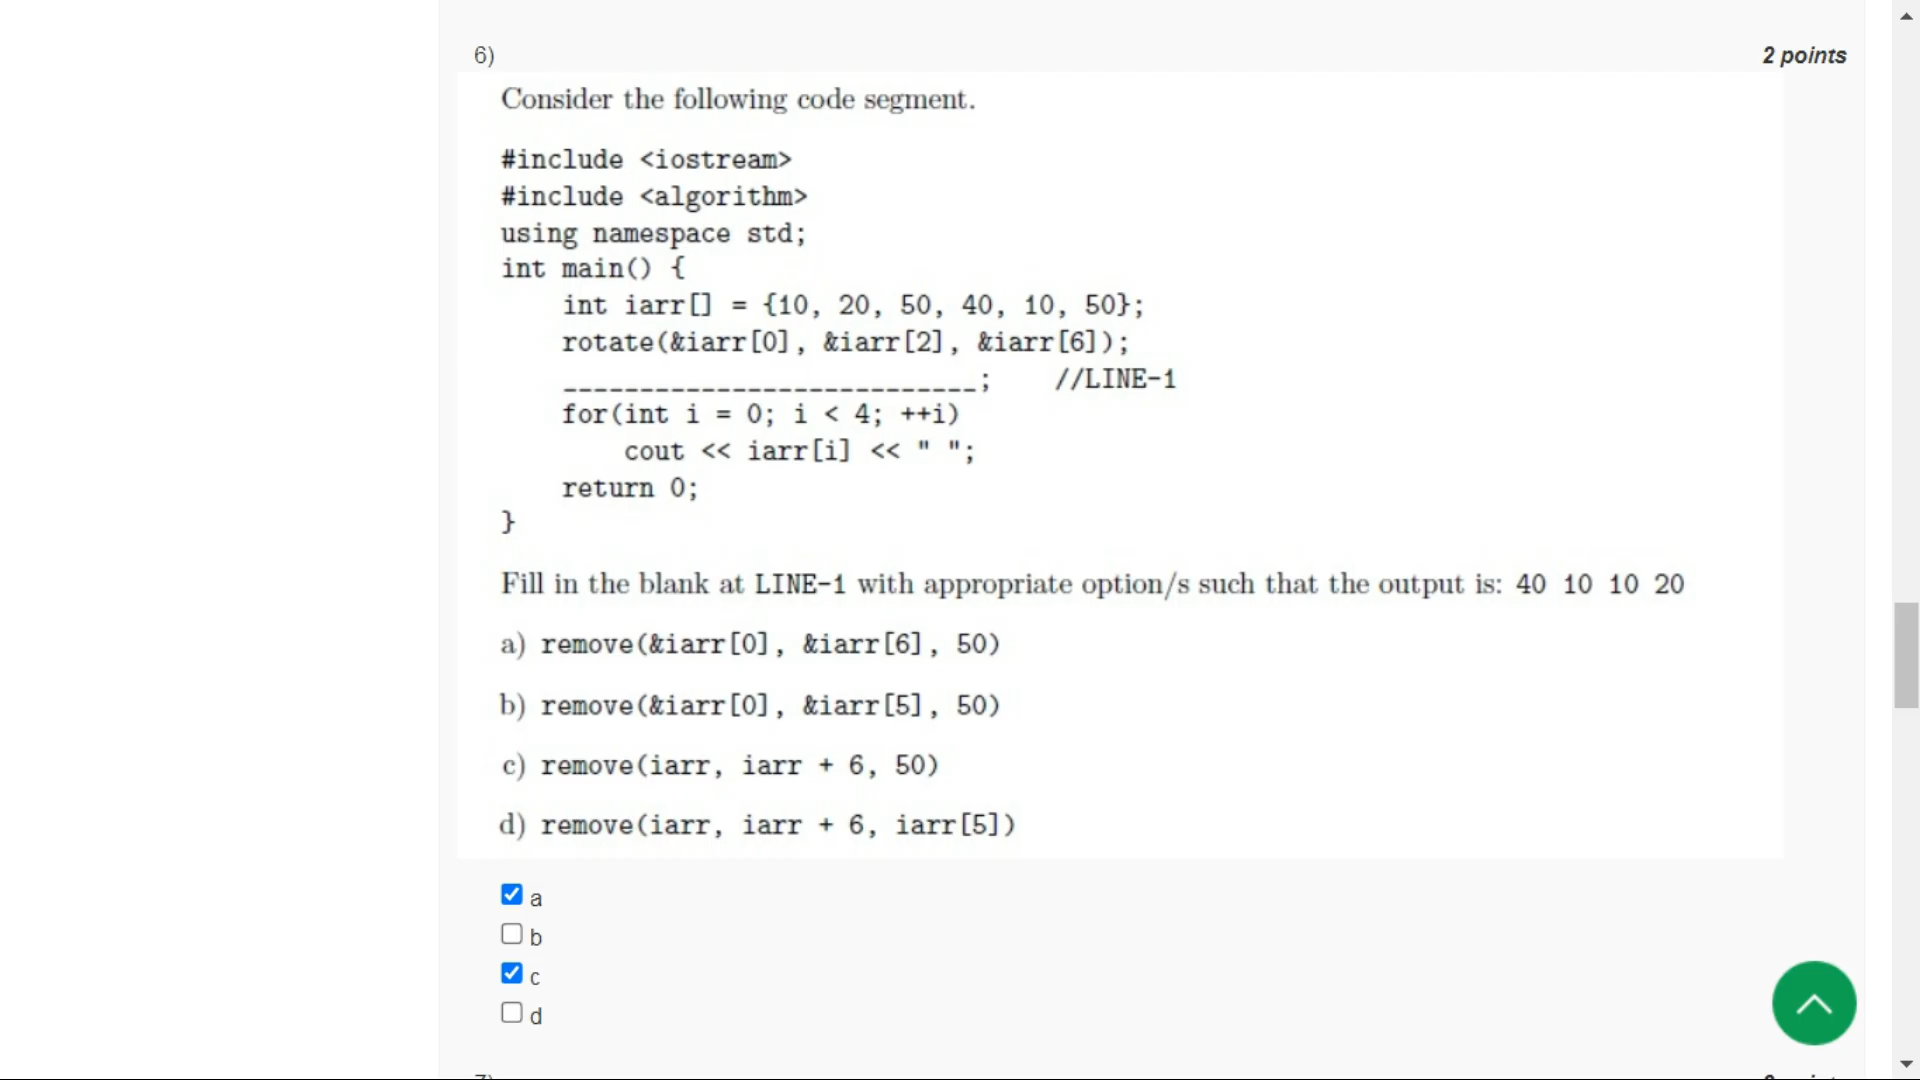 6)
2 points
Consider the following code segment.
#include <iostream>
#include <algorithm>
using namespace std;
int main() {
    int iarr[] = {10, 20, 50, 40, 10, 50};
    rotate(&iarr[0], &iarr[2], &iarr[6]);
    ___________________________;    //LINE-1
    for(int i = 0; i < 4; ++i)
        cout << iarr[i] << " ";
    return 0;
}
Fill in the blank at LINE-1 with appropriate option/s such that the output is: 40 10 10 20
a) remove(&iarr[0], &iarr[6], 50)
b) remove(&iarr[0], &iarr[5], 50)
c) remove(iarr, iarr + 6, 50)
d) remove(iarr, iarr + 6, iarr[5])
a
b
c
d